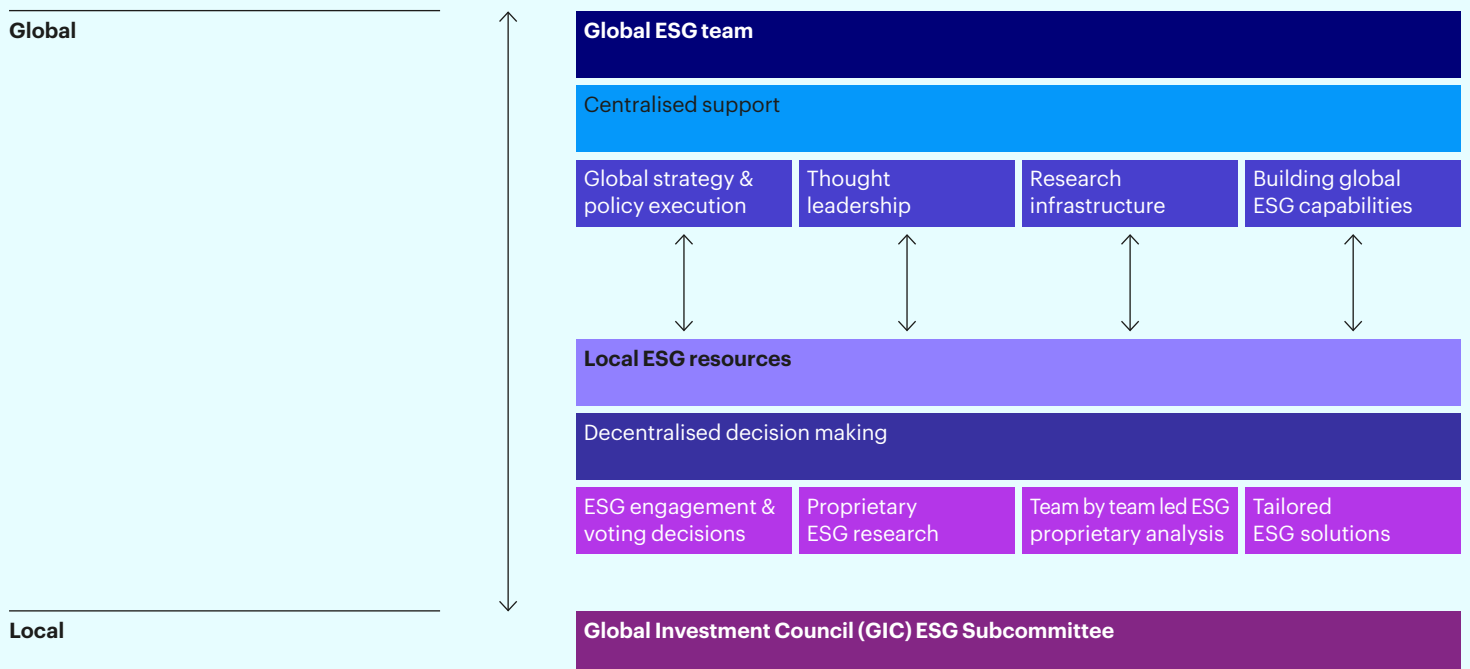 Global
Global ESG team
Centralised support
Global strategy &
policy execution
Thought
leadership
Research
infrastructure
Building global
ESG capabilities
Local ESG resources
Decentralised decision making
ESG engagement &
voting decisions
Proprietary
ESG research
Team by team led ESG
proprietary analysis
Tailored
ESG solutions
Local
Global Investment Council (GIC) ESG Subcommittee